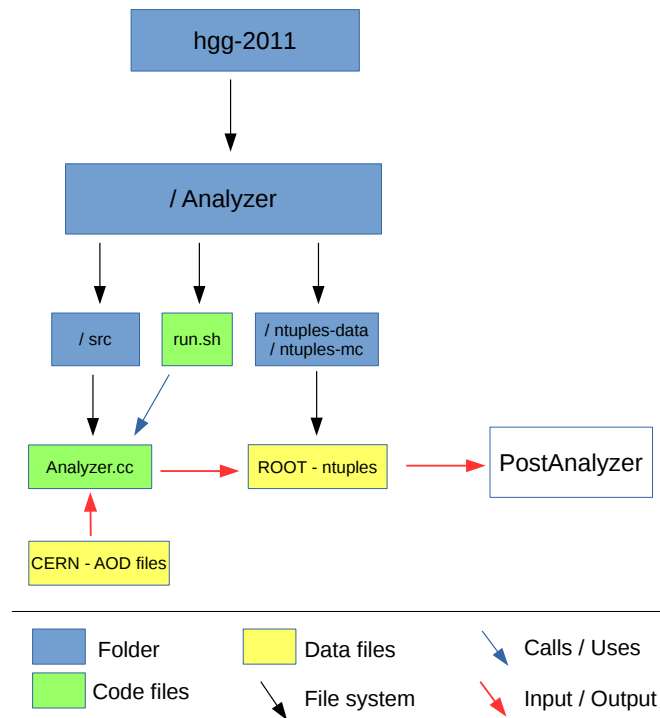 hgg-2011
/ Analyzer
/ src
run.sh
/ ntuples-data
/ ntuples-mc
Analyzer.cc
ROOT - ntuples
PostAnalyzer
CERN - AOD files
Folder
Data files
Calls / Uses
Code files
File system
Input / Output